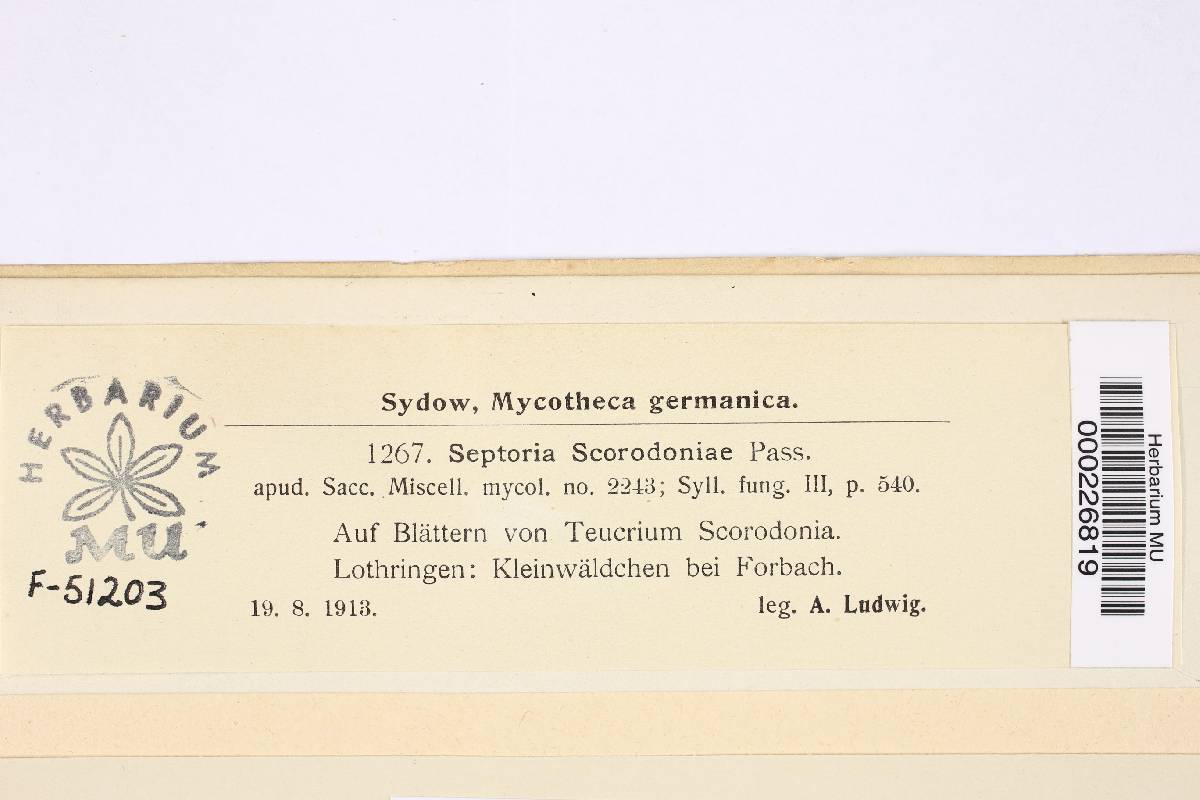 HERBARIUM
MU
F-51203
Sydow, Mycotheca germanica.
1267. Septoria Scorodoniae Pass.
apud. Sacc. Miscell. mycol. no. 2243; Syll. fung. III, p. 540.
Auf Blättern von Teucrium Scorodonia.
Lothringen: Kleinwäldchen bei Forbach.
19. 8. 1913. leg. A. Ludwig.
Herbarium MU
000226819